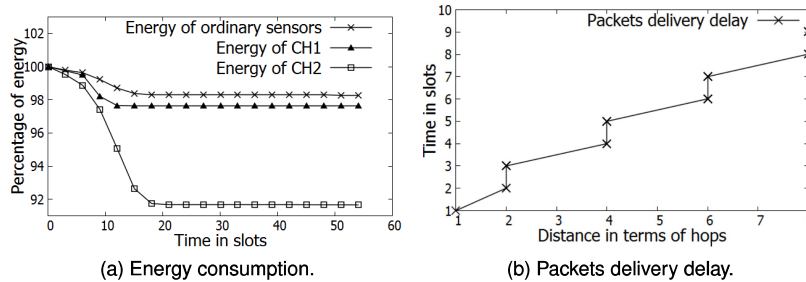 102
100
98
96
94
92
Percentage of energy
Energy of ordinary sensors
Energy of CH1
Energy of CH2
0 10 20 30 40 50 60
Time in slots
(a) Energy consumption.
10
9
8
7
6
5
4
3
2
1
Time in slots
Packets delivery delay
1 2 3 4 5 6 7 8
Distance in terms of hops
(b) Packets delivery delay.